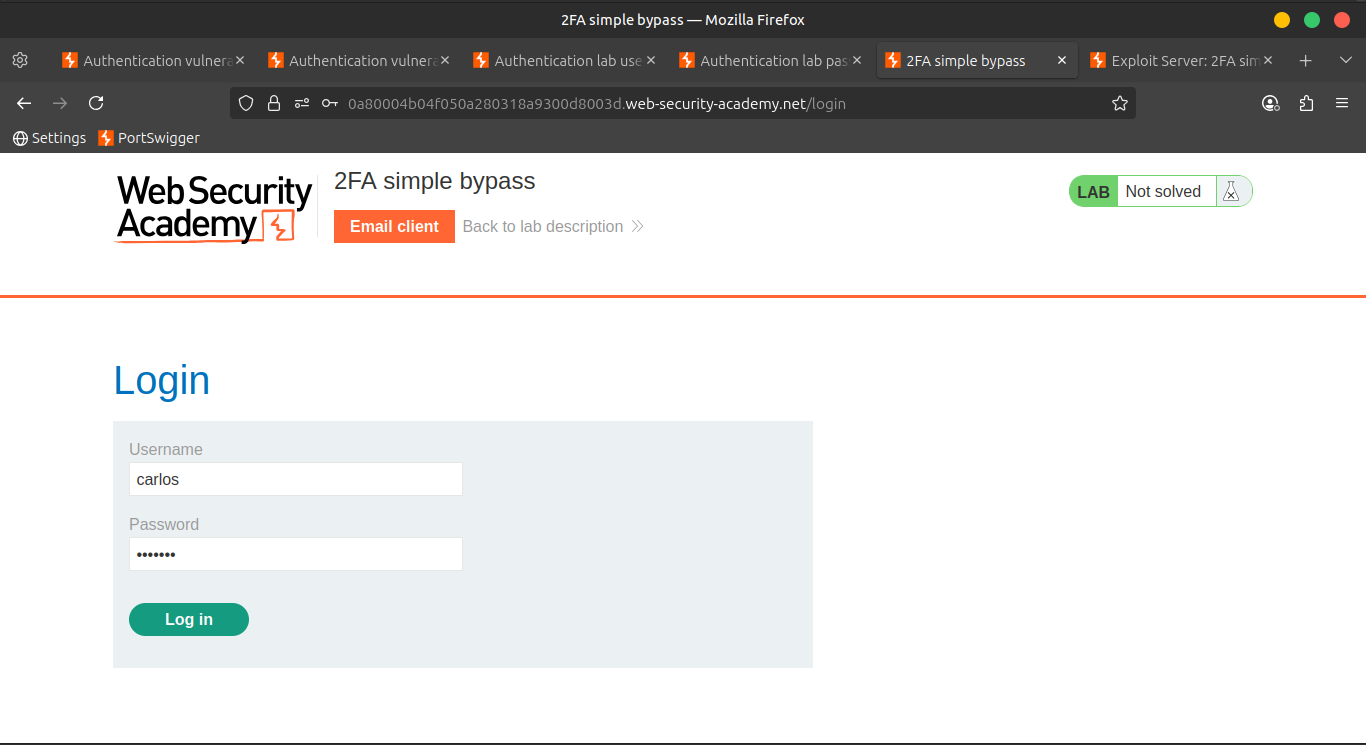 2FA simple bypass — Mozilla Firefox
Authentication vulnera
Authentication vulnera
Authentication lab use
Authentication lab pas
2FA simple bypass
Exploit Server: 2FA sim
0a80004b04f050a280318a9300d8003d.web-security-academy.net/login
Settings PortSwigger
Web Security
Academy
2FA simple bypass
Email client Back to lab description
LAB Not solved
Login
Username
carlos
Password
•••••••
Log in